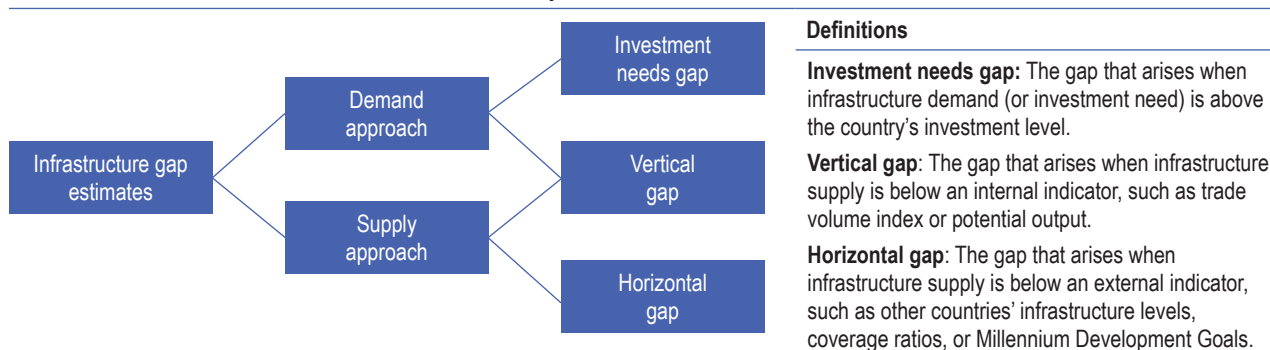 Infrastructure gap
estimates
Demand
approach
Supply
approach
Investment
needs gap
Vertical
gap
Horizontal
gap
Definitions
Investment needs gap: The gap that arises when
infrastructure demand (or investment need) is above
the country’s investment level.
Vertical gap: The gap that arises when infrastructure
supply is below an internal indicator, such as trade
volume index or potential output.
Horizontal gap: The gap that arises when
infrastructure supply is below an external indicator,
such as other countries’ infrastructure levels,
coverage ratios, or Millennium Development Goals.